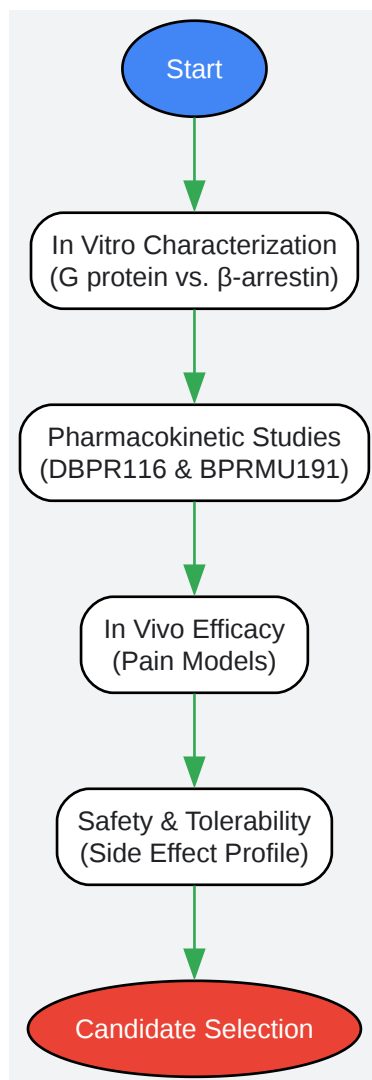 Start
In Vitro Characterization
(G protein vs. β-arrestin)
Pharmacokinetic Studies
(DBPR116 & BPRMU191)
In Vivo Efficacy
(Pain Models)
Safety & Tolerability
(Side Effect Profile)
Candidate Selection